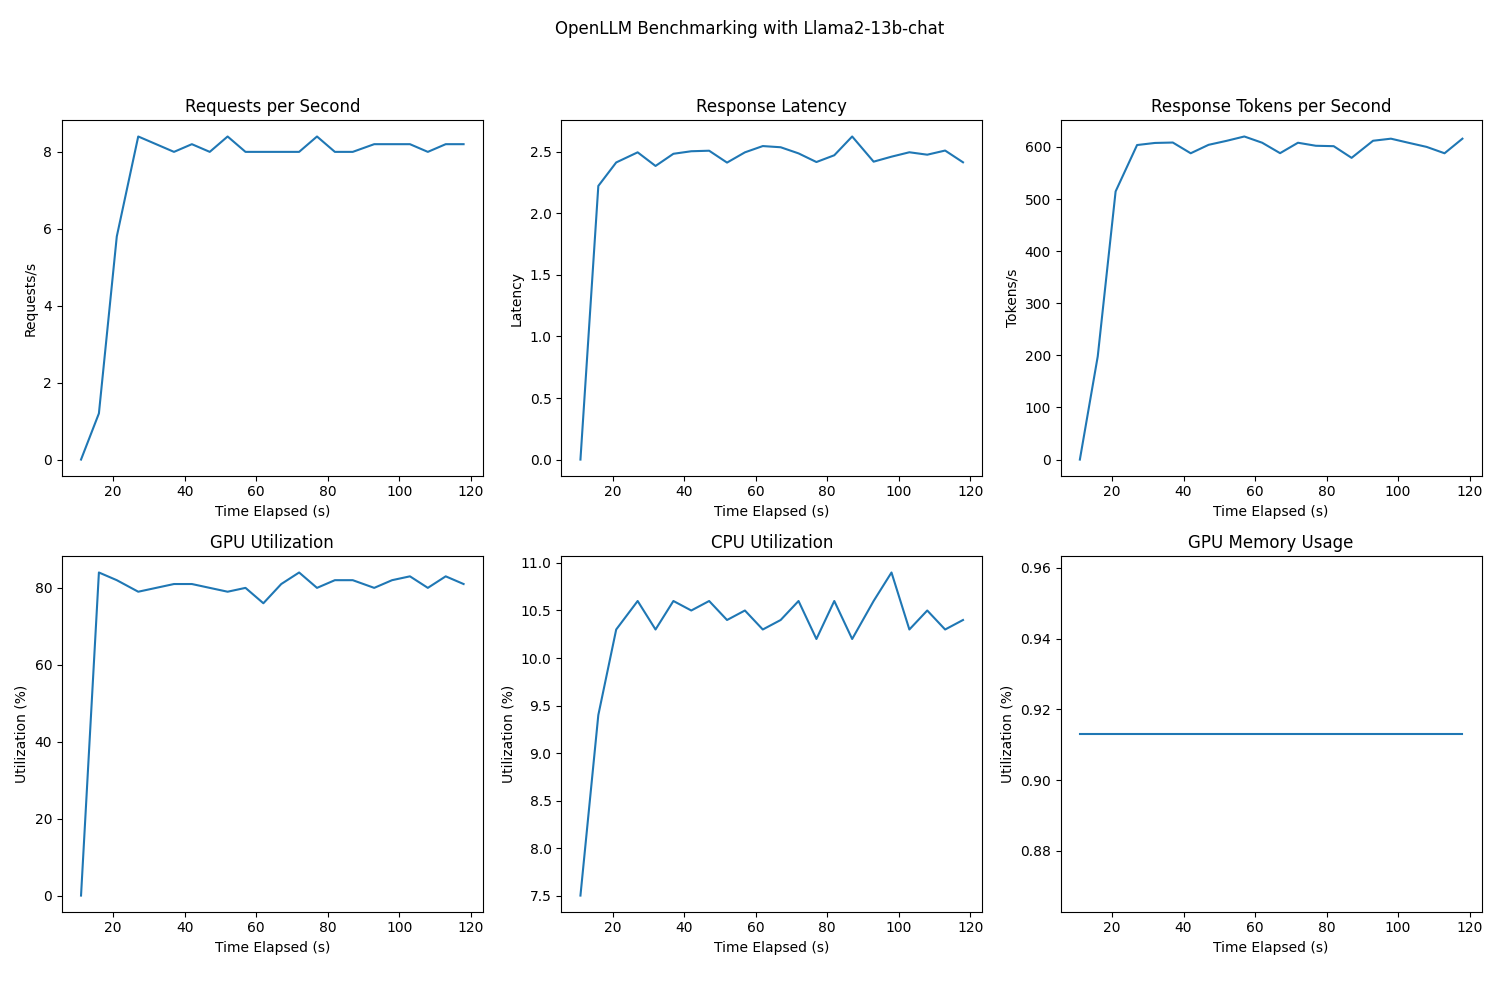 OpenLLM Benchmarking with Llama2-13b-chat
Requests per Second
Requests/s
8
6
4
2
0
20 40 60 80 100 120
Time Elapsed (s)
Response Latency
Latency
2.5
2.0
1.5
1.0
0.5
0.0
20 40 60 80 100 120
Time Elapsed (s)
Response Tokens per Second
Tokens/s
600
500
400
300
200
100
0
20 40 60 80 100 120
Time Elapsed (s)
GPU Utilization
Utilization (%)
80
60
40
20
0
20 40 60 80 100 120
Time Elapsed (s)
CPU Utilization
Utilization (%)
11.0
10.5
10.0
9.5
9.0
8.5
8.0
7.5
20 40 60 80 100 120
Time Elapsed (s)
GPU Memory Usage
Utilization (%)
0.96
0.94
0.92
0.90
0.88
20 40 60 80 100 120
Time Elapsed (s)